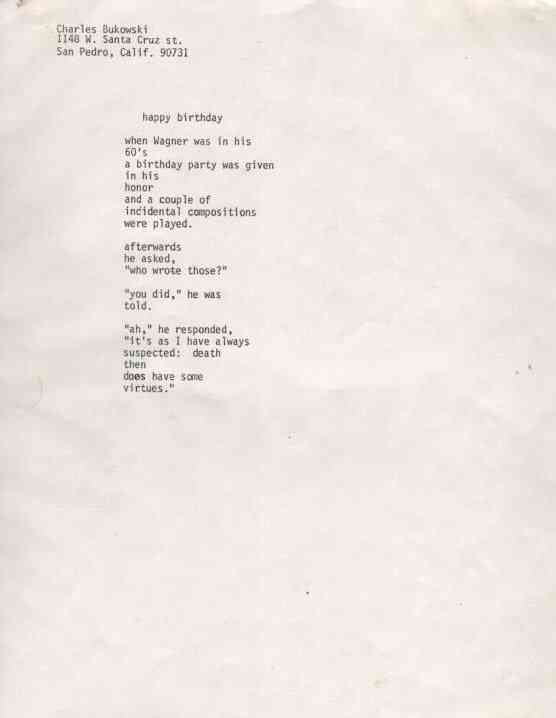 Charles Bukowski
1148 W. Santa Cruz st.
San Pedro, Calif. 90731
happy birthday
when Wagner was in his
60's
a birthday party was given
in his
honor
and a couple of
incidental compositions
were played.
afterwards
he asked,
"who wrote those?"
"you did," he was
told.
"ah," he responded,
"it's as I have always
suspected: death
then
does have some
virtues."